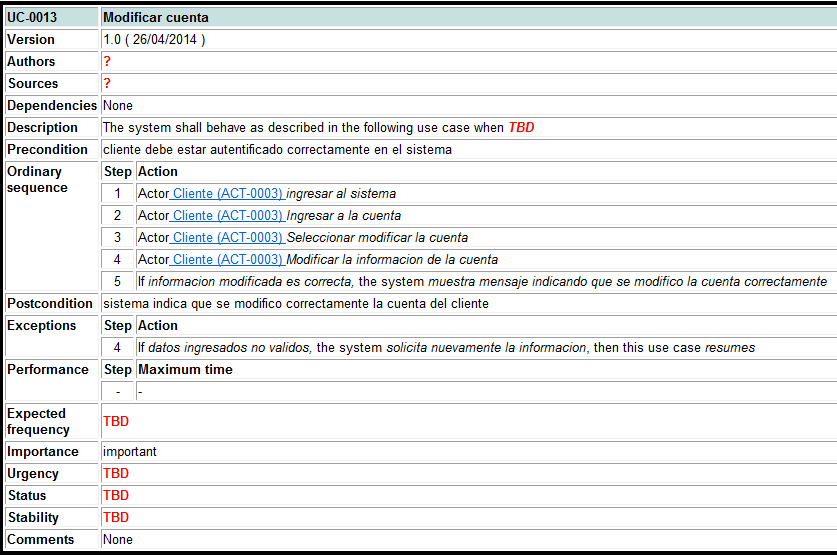 UC-0013 Modificar cuenta
Version 1.0 ( 26/04/2014 )
Authors ?
Sources ?
Dependencies None
Description The system shall behave as described in the following use case when TBD
Precondition cliente debe estar autentificado correctamente en el sistema
Ordinary sequence Step Action
1 Actor Cliente (ACT-0003) ingresar al sistema
2 Actor Cliente (ACT-0003) Ingresar a la cuenta
3 Actor Cliente (ACT-0003) Seleccionar modificar la cuenta
4 Actor Cliente (ACT-0003) Modificar la informacion de la cuenta
5 If informacion modificada es correcta, the system muestra mensaje indicando que se modifico la cuenta correctamente
Postcondition sistema indica que se modifico correctamente la cuenta del cliente
Exceptions Step Action
4 If datos ingresados no validos, the system solicita nuevamente la informacion, then this use case resumes
Performance Step Maximum time
- -
Expected frequency TBD
Importance important
Urgency TBD
Status TBD
Stability TBD
Comments None